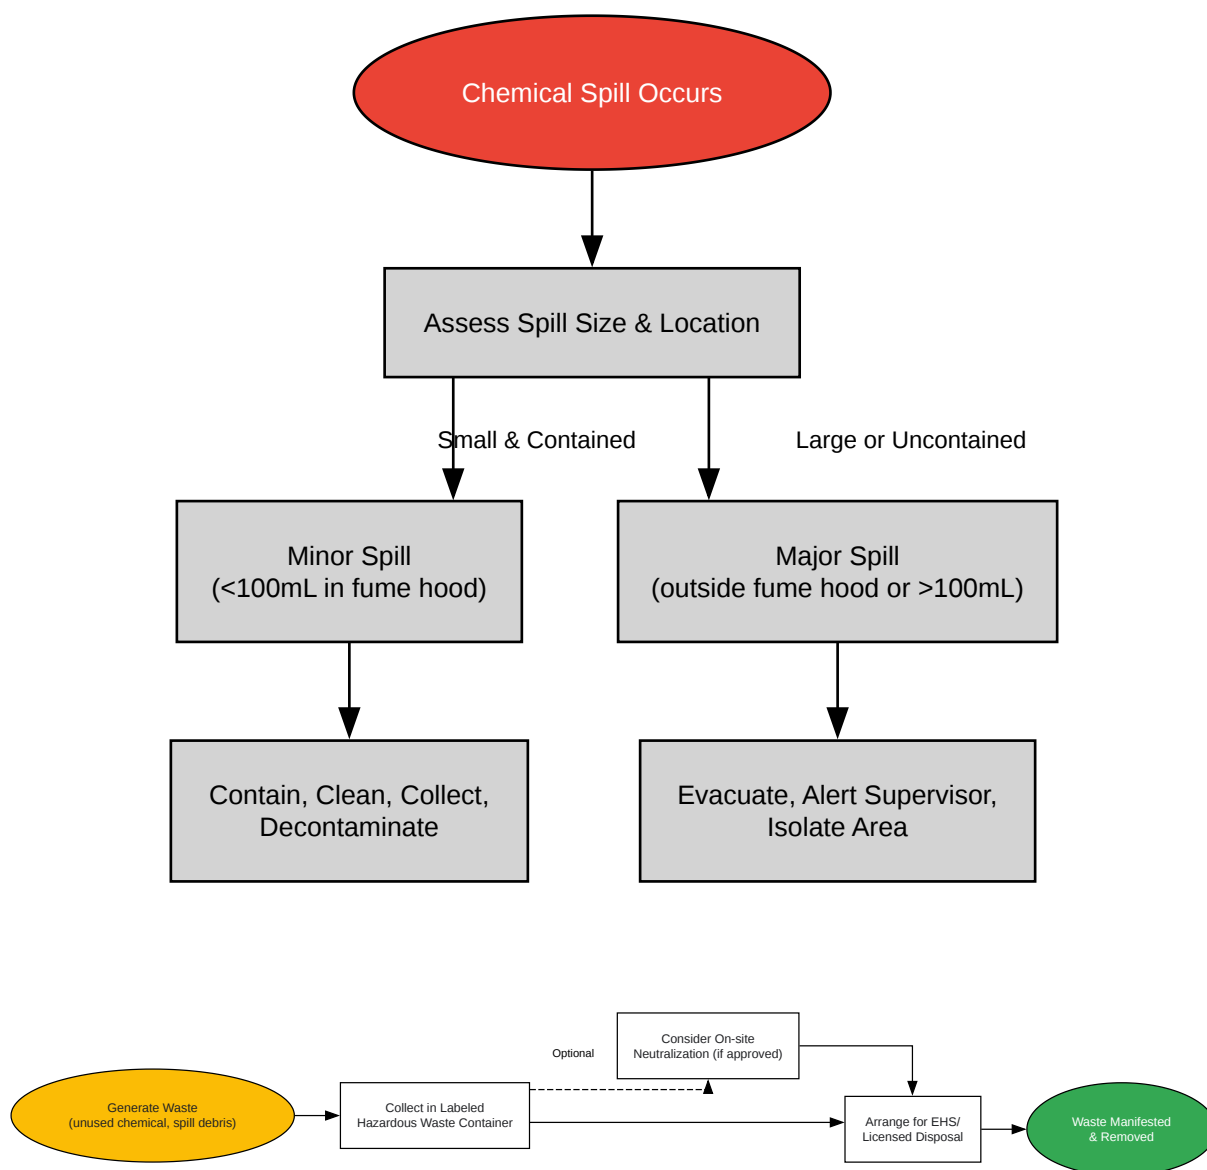 Chemical Spill Occurs
Assess Spill Size & Location
Small & Contained
Large or Uncontained
Minor Spill
(<100mL in fume hood)
Major Spill
(outside fume hood or >100mL)
Contain, Clean, Collect,
Decontaminate
Evacuate, Alert Supervisor,
Isolate Area
Generate Waste
(unused chemical, spill debris)
Collect in Labeled
Hazardous Waste Container
Optional
Consider On-site
Neutralization (if approved)
Arrange for EHS/
Licensed Disposal
Waste Manifested
& Removed